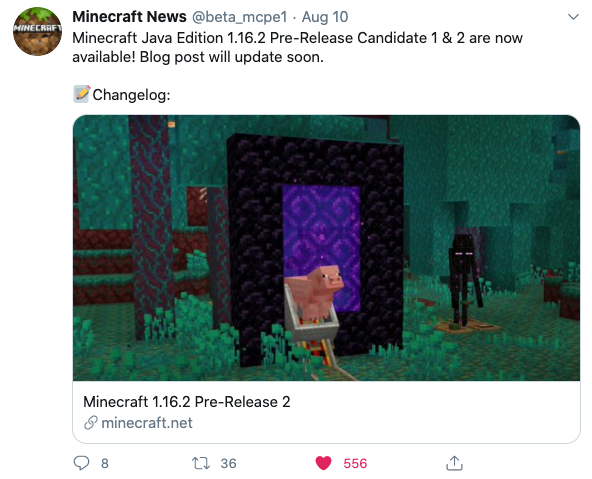 MINECRAFT
Minecraft News @beta_mcpe1 · Aug 10
Minecraft Java Edition 1.16.2 Pre-Release Candidate 1 & 2 are now
available! Blog post will update soon.
📝Changelog:
Minecraft 1.16.2 Pre-Release 2
minecraft.net
8 36 556